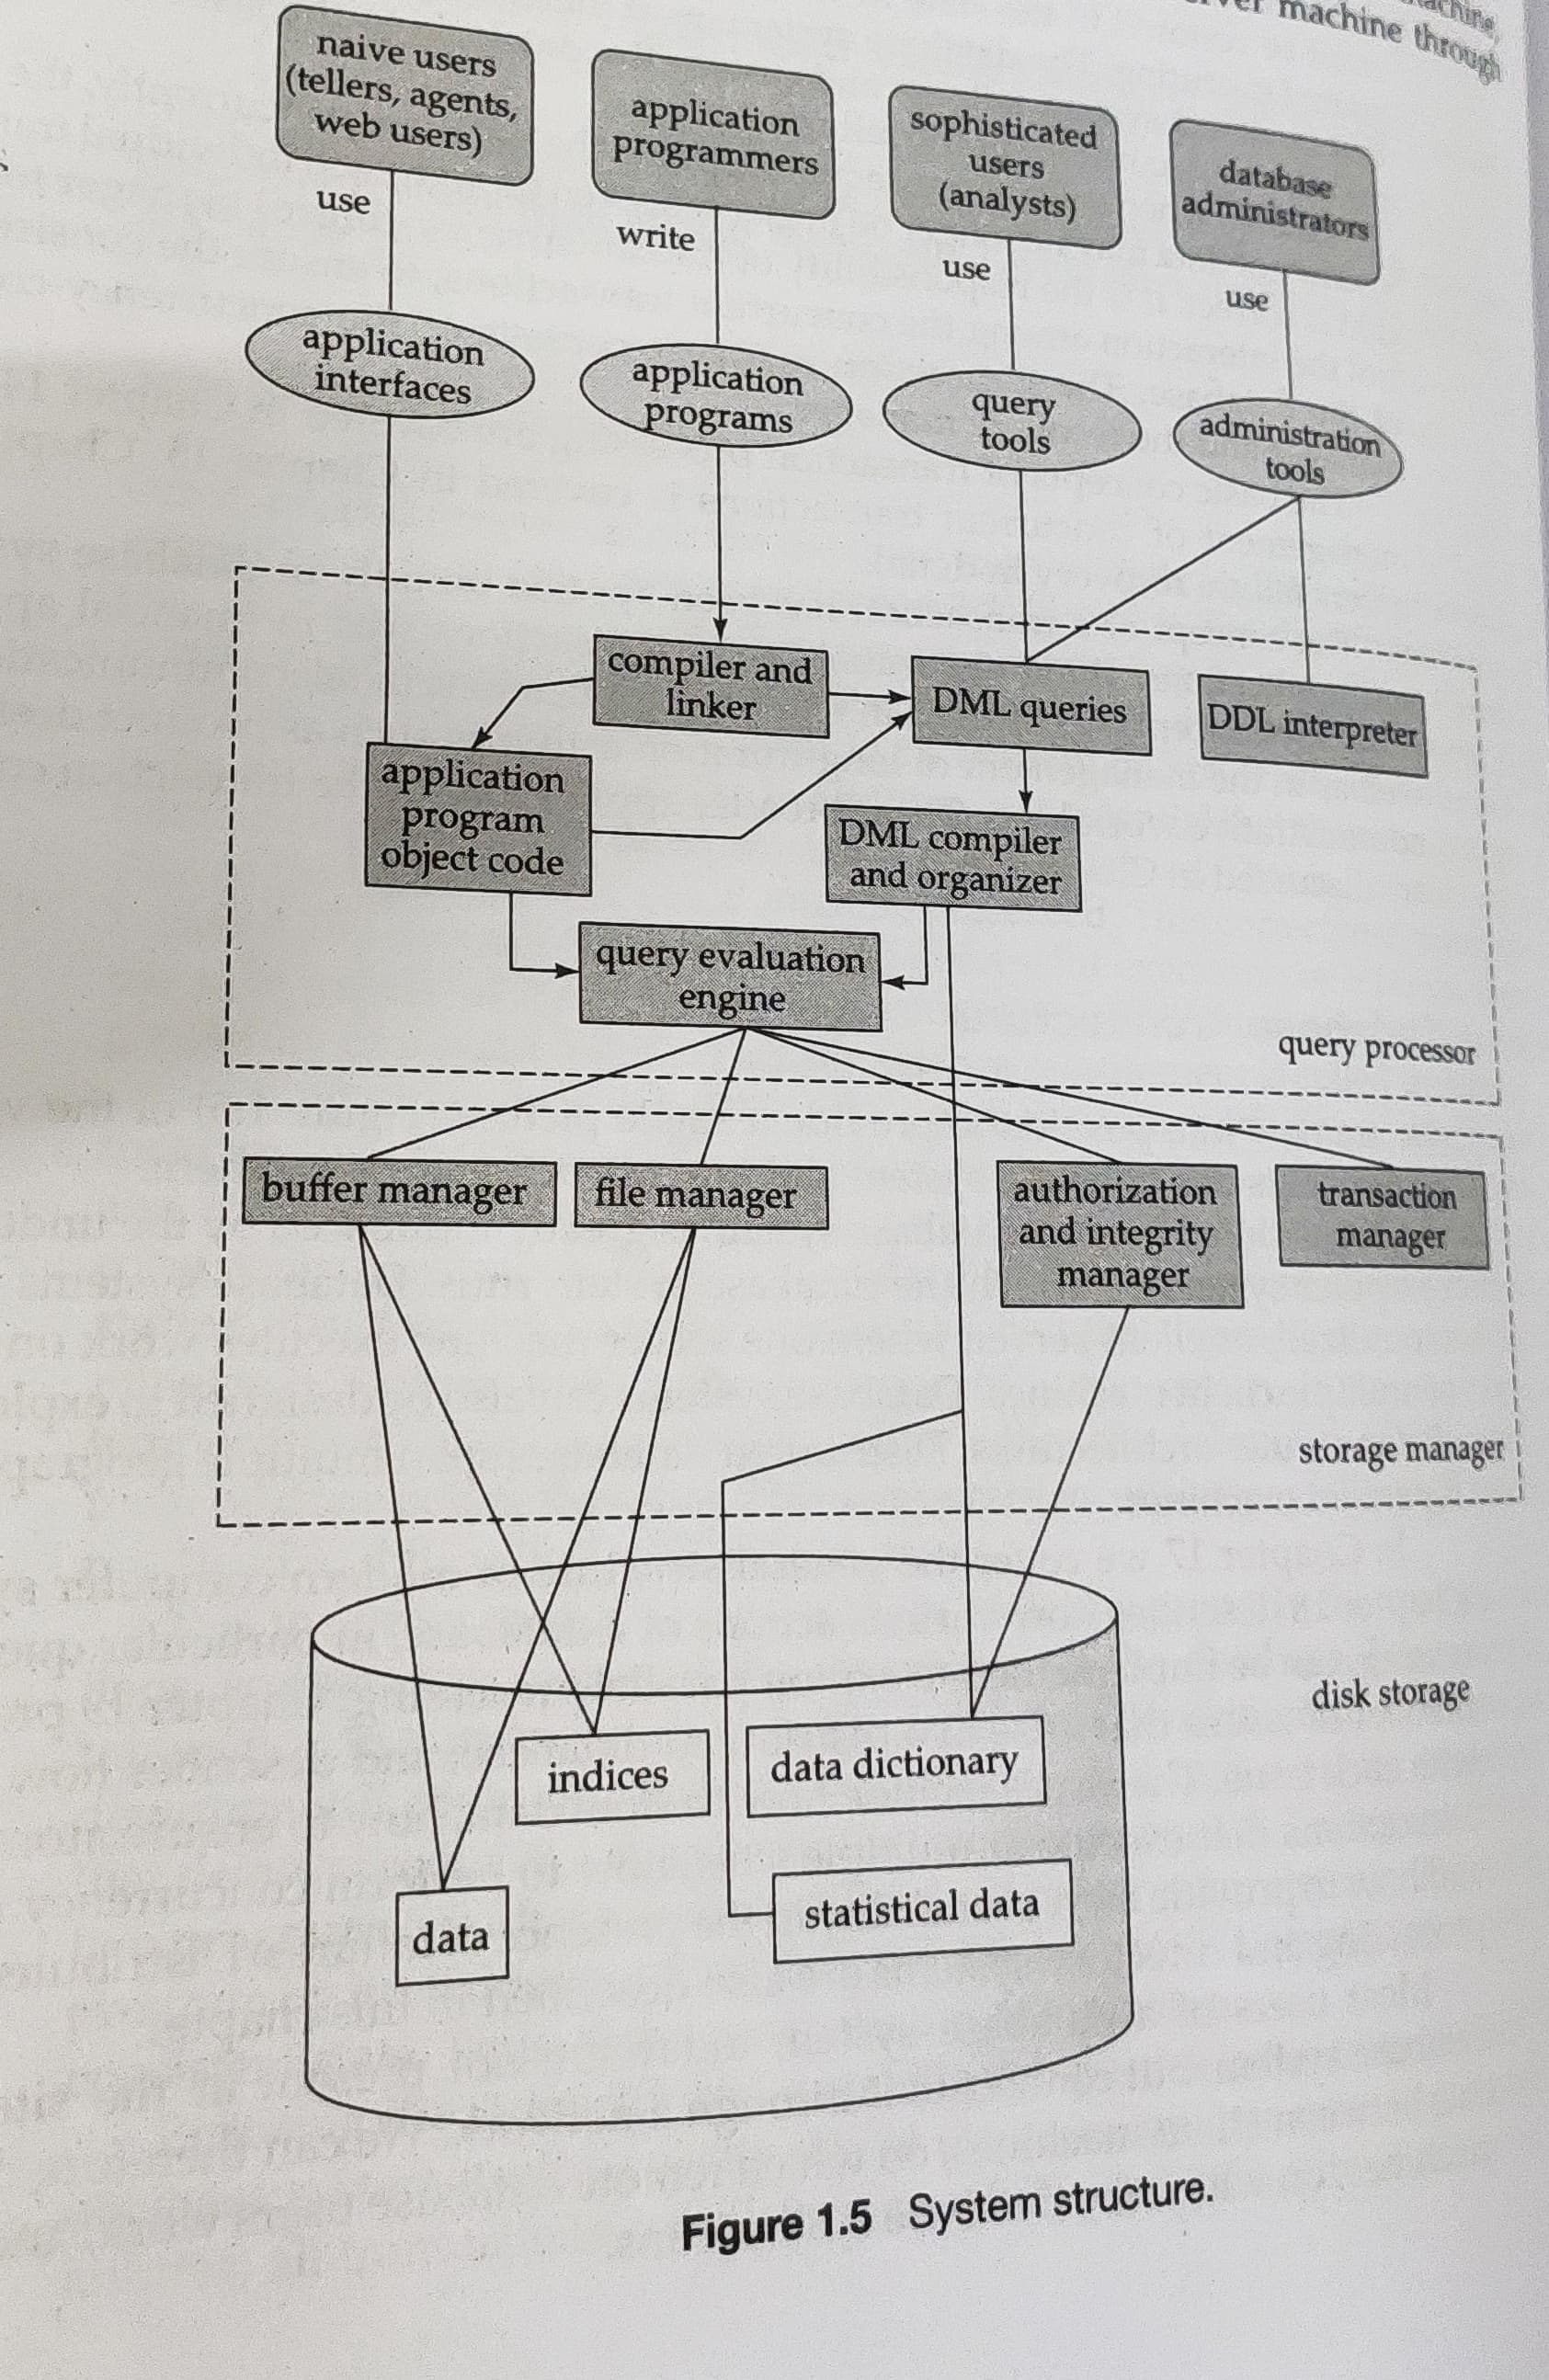 machine,
machine through
naive users
(tellers, agents,
web users)
application
programmers
sophisticated
users
(analysts)
database
administrators
use
write
use
use
application
interfaces
application
programs
query
tools
administration
tools
compiler and
linker
DML queries
DDL interpreter
application
program
object code
DML compiler
and organizer
query evaluation
engine
query processor
buffer manager
file manager
authorization
and integrity
manager
transaction
manager
storage manager
disk storage
indices
data dictionary
data
statistical data
Figure 1.5 System structure.